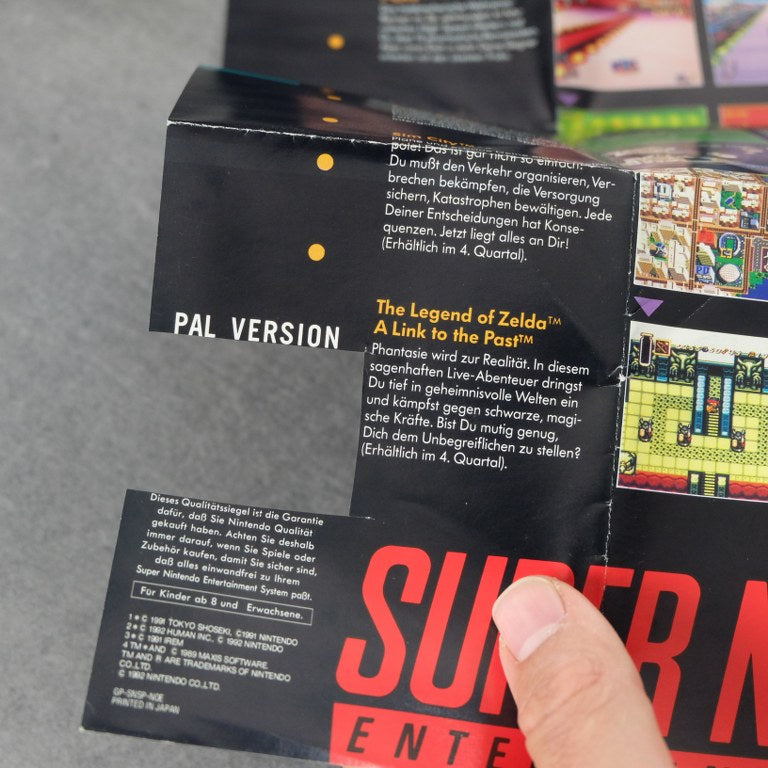 pole! Das ist gar nicht so einfach!
Du mußt den Verkehr organisieren, Ver-
brechen bekämpfen, die Versorgung
sichern, Katastrophen bewältigen. Jede
Deiner Entscheidungen hat Konse-
quenzen. Jetzt liegt alles an Dir!
(Erhältlich im 4. Quartal).
The Legend of Zelda™
A Link to the Past™
Phantasie wird zur Realität. In diesem
sagenhaften Live-Abenteuer dringst
Du tief in geheimnisvolle Welten ein
und kämpfst gegen schwarze, magi-
sche Kräfte. Bist Du mutig genug,
Dich dem Unbegreiflichen zu stellen?
(Erhältlich im 4. Quartal).
PAL VERSION
Dieses Qualitätssiegel ist die Garantie
dafür, daß Sie Nintendo Qualität
gekauft haben. Achten Sie deshalb
immer darauf, wenn Sie Spiele oder
Zubehör kaufen, damit Sie sicher sind,
daß alles einwandfrei zu Ihrem
Super Nintendo Entertainment System paßt.
Für Kinder ab 8 und Erwachsene.
1 * © 1991 TOKYO SHOSEKI, ©1991 NINTENDO
2 * © 1992 HUMAN INC., © 1992 NINTENDO
3 * © 1991 IREM
4 TM * AND © 1989 MAXIS SOFTWARE.
TM AND ® ARE TRADEMARKS OF NINTENDO
CO.,LTD.
© 1992 NINTENDO CO.,LTD.
GP-SNSP-NOE
PRINTED IN JAPAN
SUPER N
ENTE